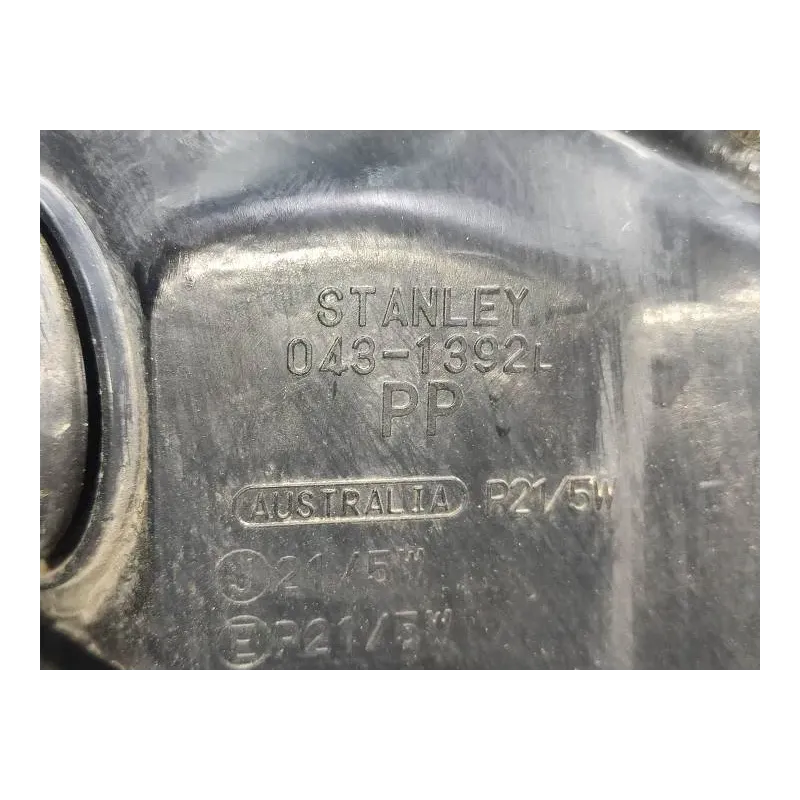 STANLEY
043-1392L
PP
AUSTRALIA P21/5W
J 21/5W
E P21/5W